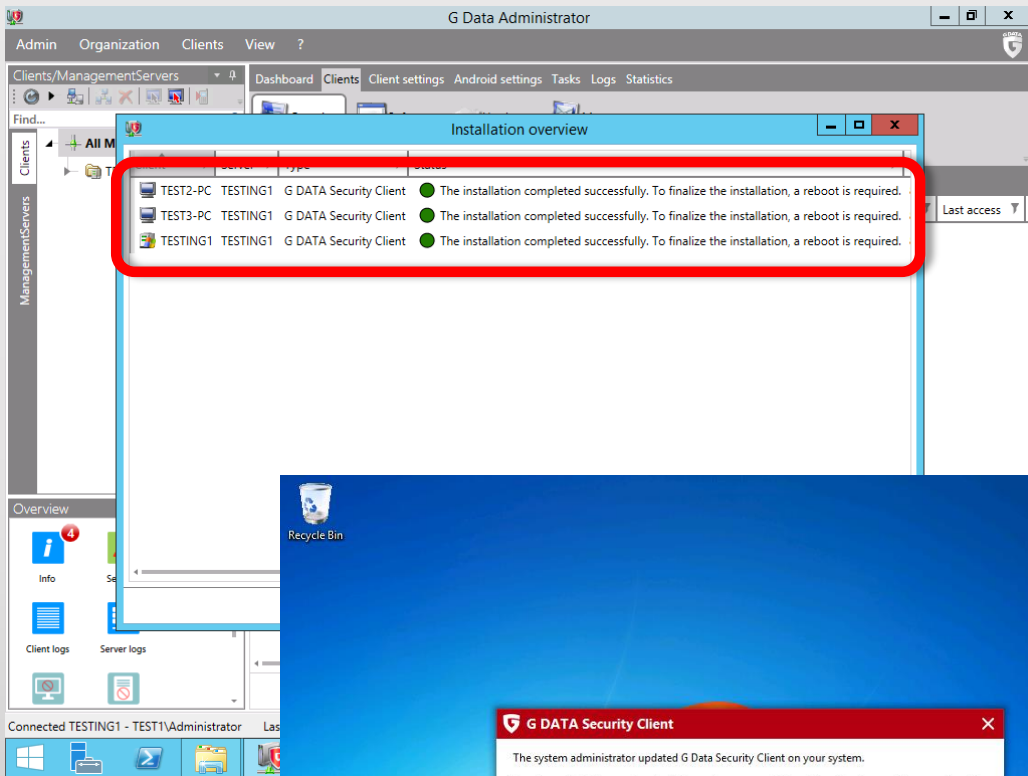 G Data Administrator
Admin Organization Clients View ?
Clients/ManagementServers
Dashboard Clients Client settings Android settings Tasks Logs Statistics
Find...
Installation overview
Clients
All M
ManagementServers
TEST2-PC TESTING1 G DATA Security Client The installation completed successfully. To finalize the installation, a reboot is required.
TEST3-PC TESTING1 G DATA Security Client The installation completed successfully. To finalize the installation, a reboot is required.
TESTING1 TESTING1 G DATA Security Client The installation completed successfully. To finalize the installation, a reboot is required.
Last access
Overview
4
Info
Se
Client logs
Server logs
Connected TESTING1 - TEST1\Administrator Las
Recycle Bin
G DATA Security Client
The system administrator updated G Data Security Client on your system.